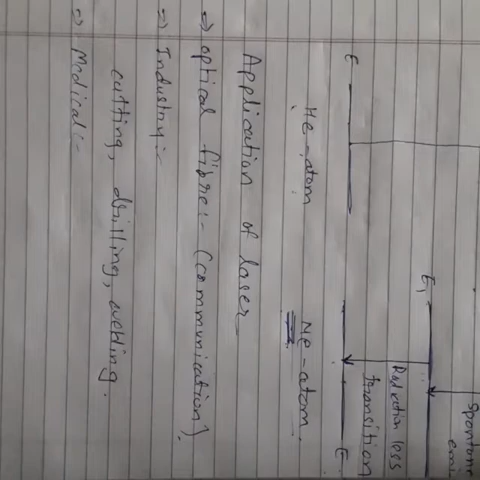 Spontane
emi
E1
Radiation less
transition
E
E
He-atom
Ne-atom.
Application of laser
⇒ optical fibre:- (communication).
⇒ Industry:-
cutting, drilling, welding.
⇒ Medical:-